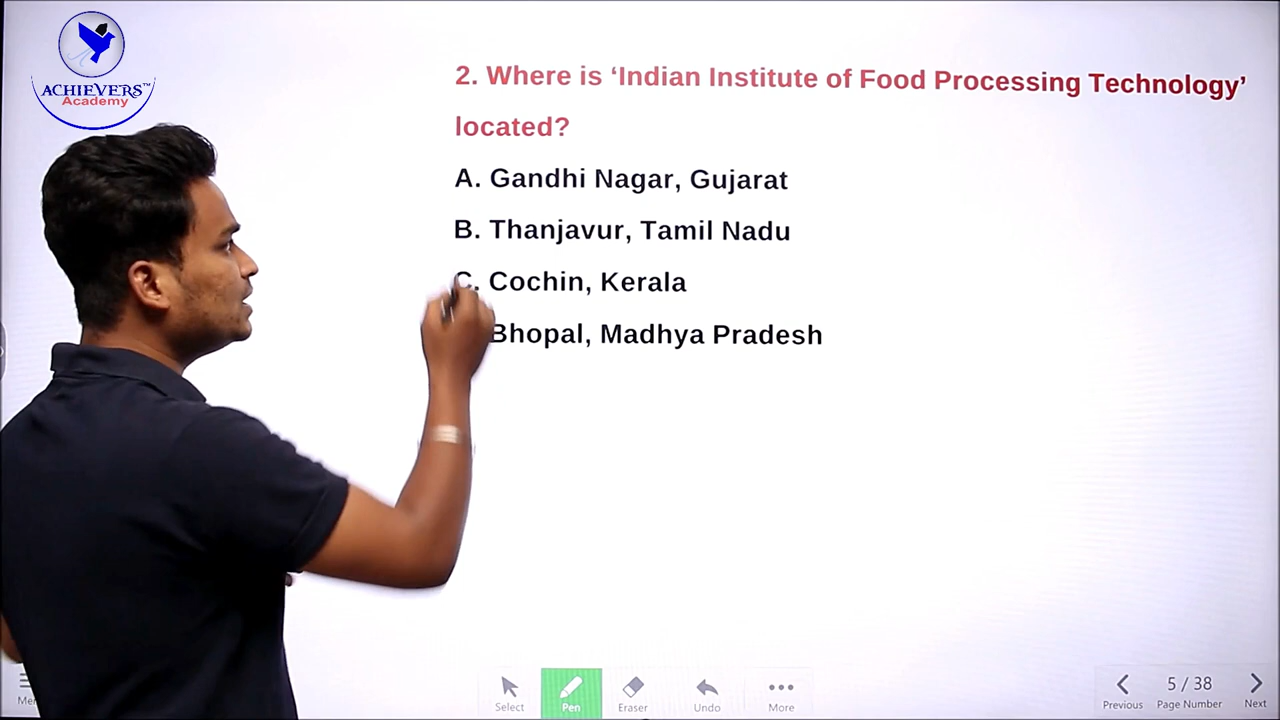 ACHIEVERS™
Academy
2. Where is ‘Indian Institute of Food Processing Technology’
located?
A. Gandhi Nagar, Gujarat
B. Thanjavur, Tamil Nadu
C. Cochin, Kerala
Bhopal, Madhya Pradesh
Select
Pen
Eraser
Undo
More
Previous
5 / 38
Page Number
Next